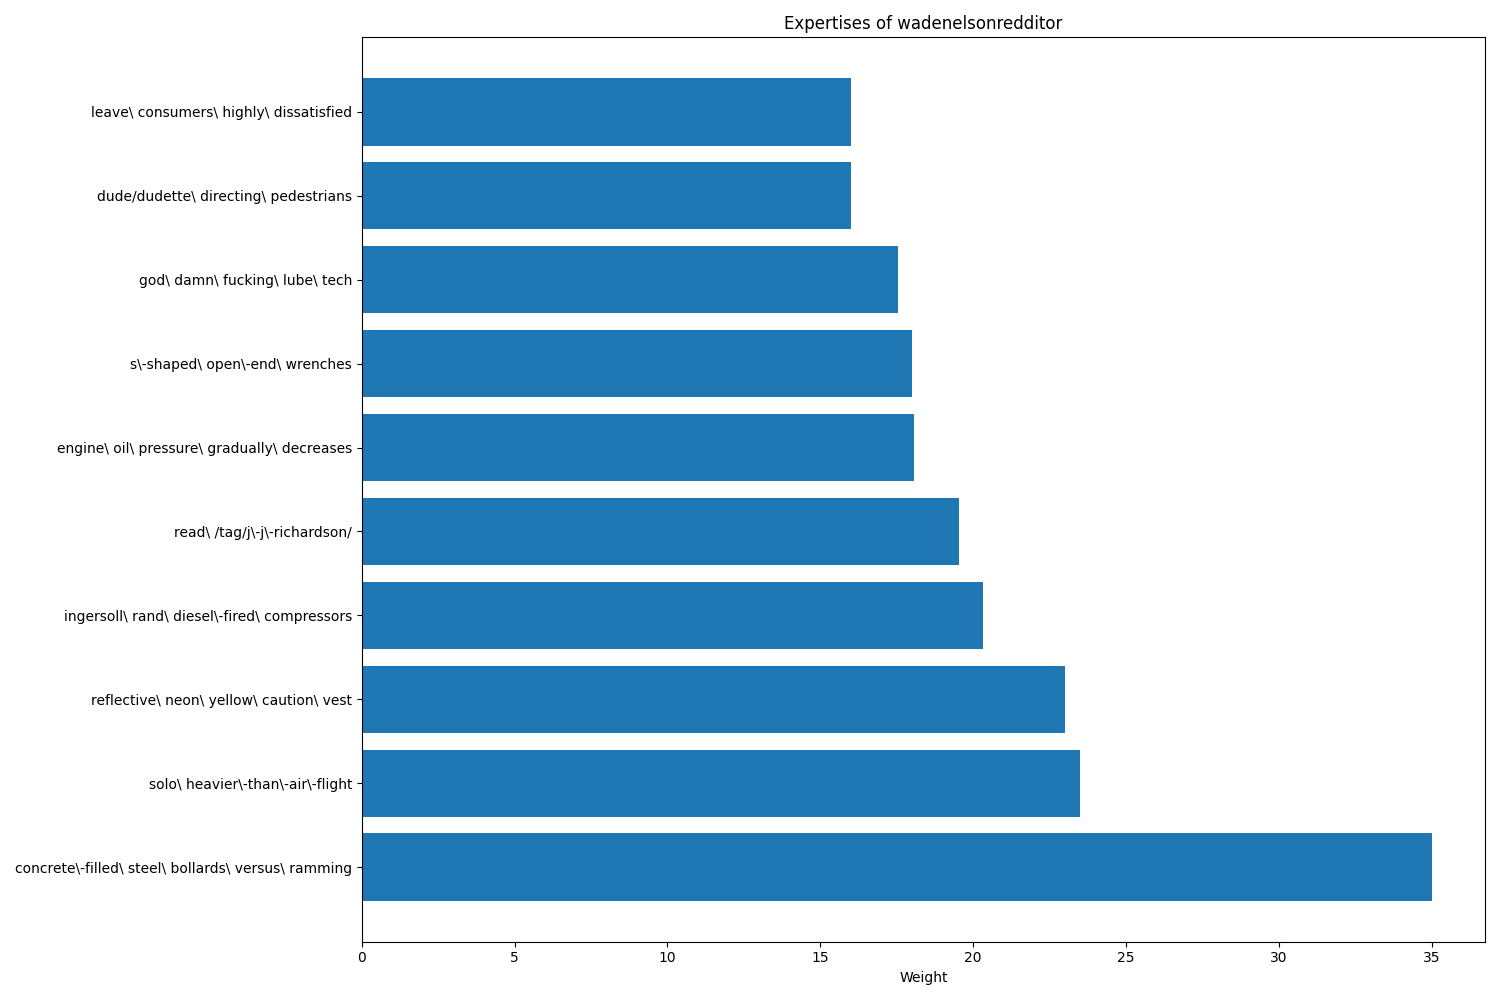 Expertises of wadenelsonredditor
leave\ consumers\ highly\ dissatisfied
dude/dudette\ directing\ pedestrians
god\ damn\ fucking\ lube\ tech
s\-shaped\ open\-end\ wrenches
engine\ oil\ pressure\ gradually\ decreases
read\ /tag/j\-j\-richardson/
ingersoll\ rand\ diesel\-fired\ compressors
reflective\ neon\ yellow\ caution\ vest
solo\ heavier\-than\-air\-flight
concrete\-filled\ steel\ bollards\ versus\ ramming
0 5 10 15 20 25 30 35
Weight